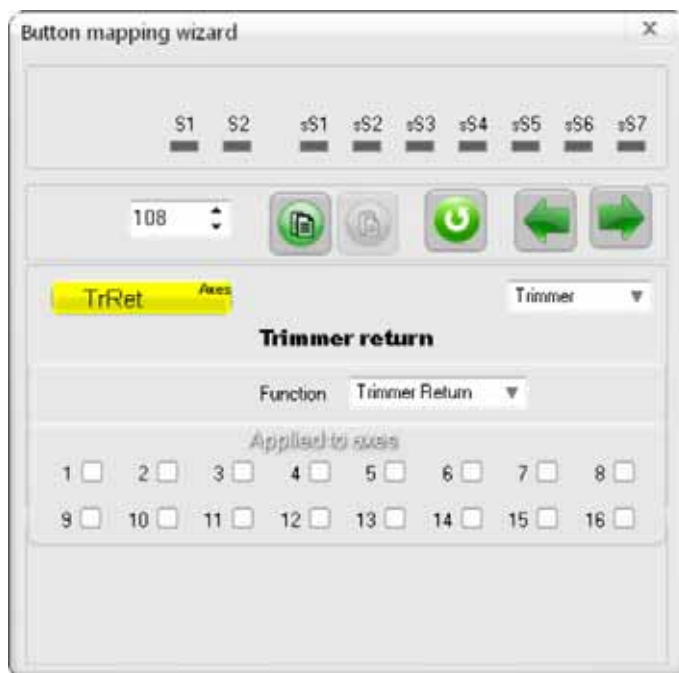 Button mapping wizard X
S1 S2 sS1 sS2 sS3 sS4 sS5 sS6 sS7
108
TrRet Axes Trimmer
Trimmer return
Function Trimmer Return
Applied to axes
1 2 3 4 5 6 7 8
9 10 11 12 13 14 15 16